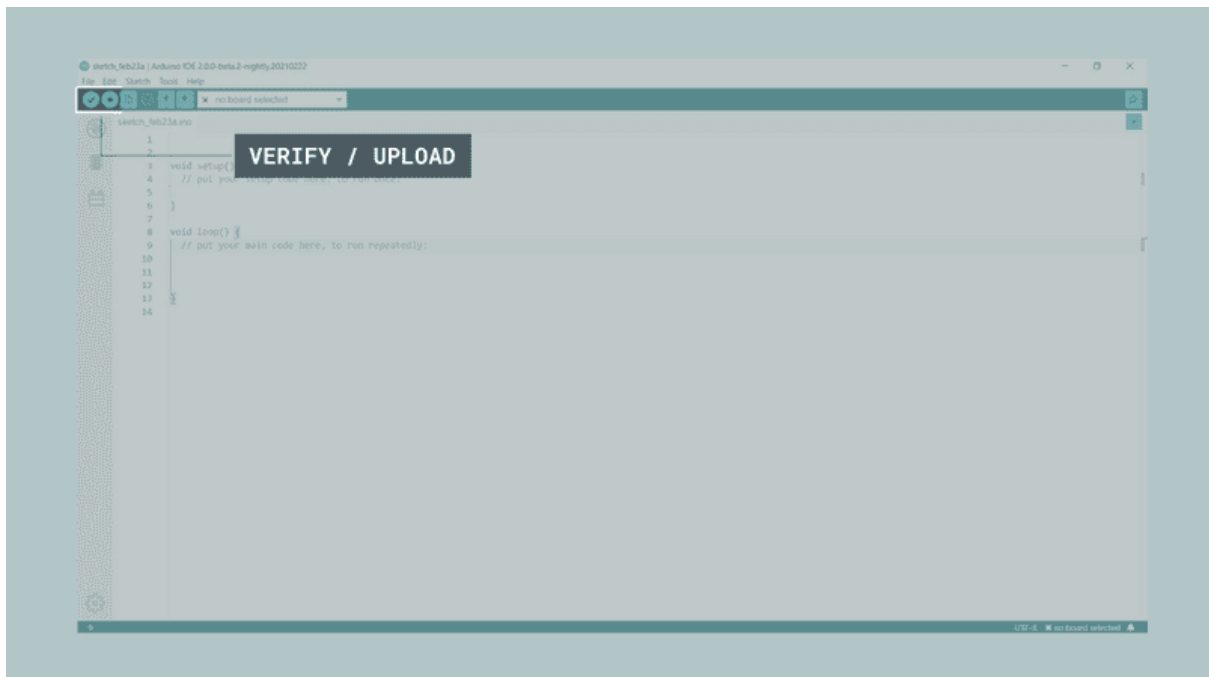 sketch_feb23a | Arduino IDE 2.0.0-beta.2-nightly.20210222
File Edit Sketch Tools Help
no board selected
sketch_feb23a.ino
VERIFY / UPLOAD
1
2
3 void setup()
4 // put your setup code here, to run once:
5
6 }
7
8 void loop() {
9 // put your main code here, to run repeatedly:
10
11
12
13 }
14
UTF-8 no board selected